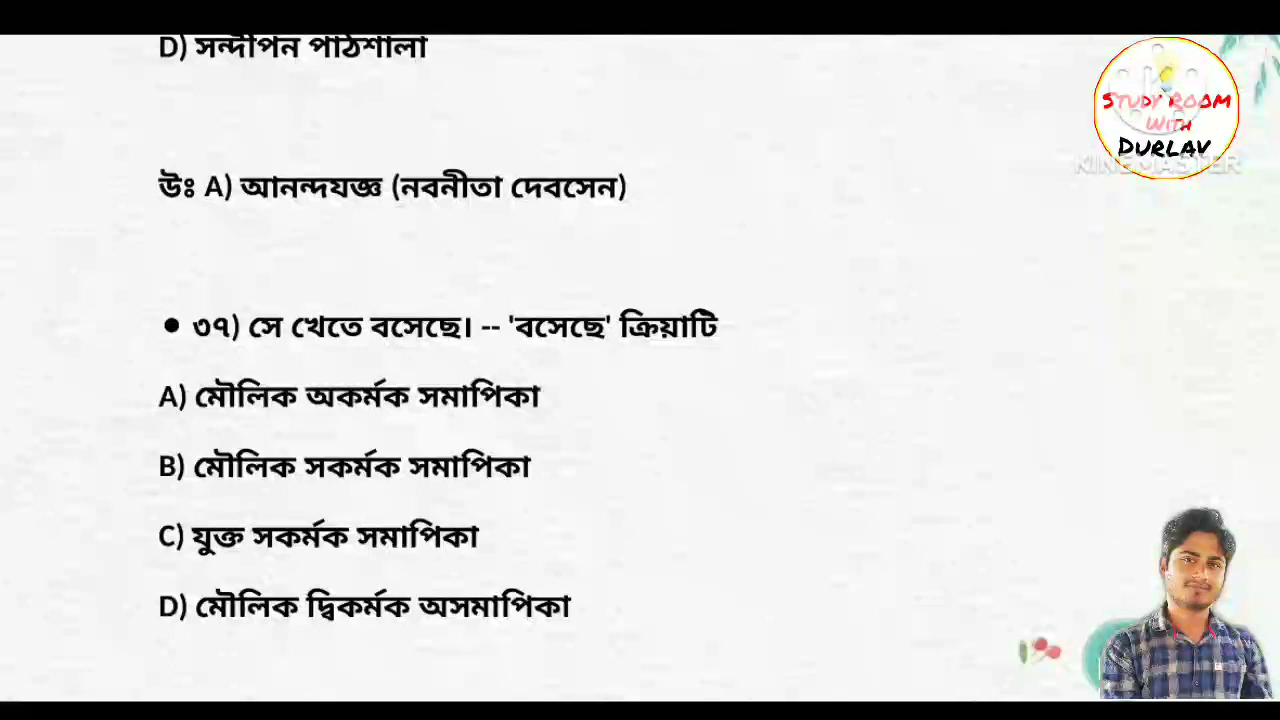 D) সন্দীপন পাঠশালা
STUDY ROOM
WITH
DURLAV
KINEMASTER
উঃ A) আনন্দযজ্ঞ (নবনীতা দেবসেন)
• ৩৭) সে খেতে বসেছে। -- 'বসেছে' ক্রিয়াটি
A) মৌলিক অকর্মক সমাপিকা
B) মৌলিক সকর্মক সমাপিকা
C) যুক্ত সকর্মক সমাপিকা
D) মৌলিক দ্বিকর্মক অসমাপিকা